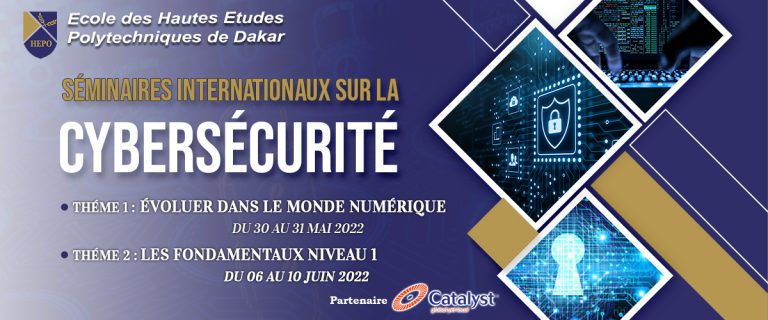 HEPO
Ecole des Hautes Etudes
Polytechniques de Dakar
SÉMINAIRES INTERNATIONAUX SUR LA
CYBERSÉCURITÉ
• THÉME 1 : ÉVOLUER DANS LE MONDE NUMÉRIQUE
DU 30 AU 31 MAI 2022
• THÉME 2 : LES FONDAMENTAUX NIVEAU 1
DU 06 AU 10 JUIN 2022
Partenaire Catalyst